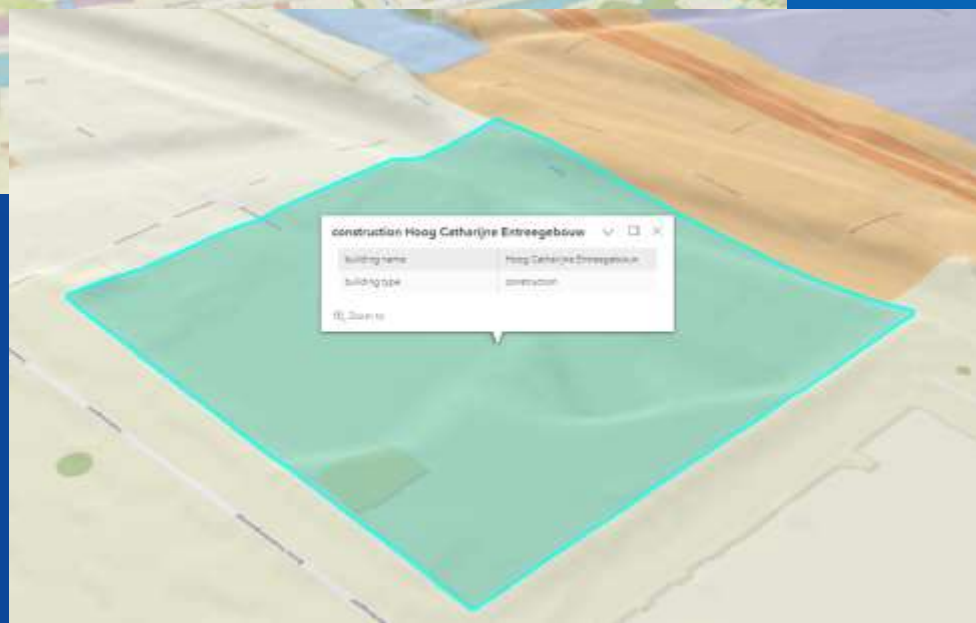 construction Hoog Catharijne Entreegebouw
building name Hoog Catharijne Entreegebouw
building type construction
Zoom to